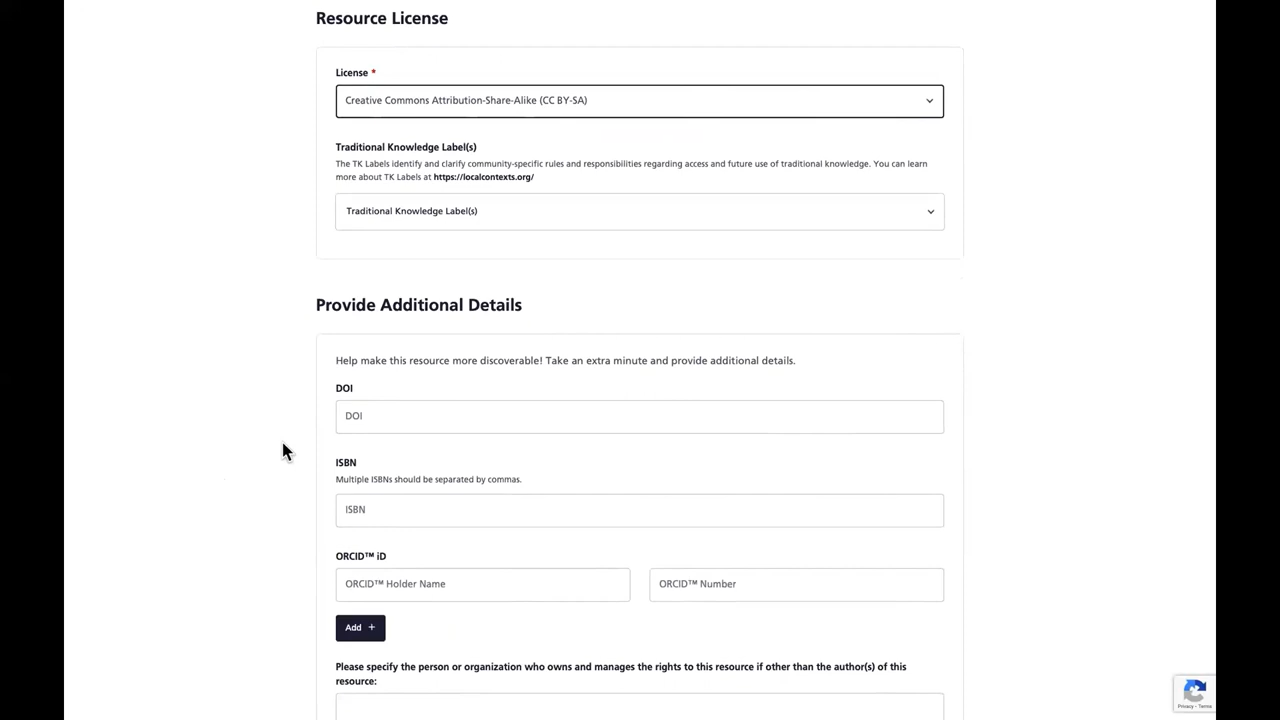 Resource License
License *
Creative Commons Attribution-Share-Alike (CC BY-SA)
Traditional Knowledge Label(s)
The TK Labels identify and clarify community-specific rules and responsibilities regarding access and future use of traditional knowledge. You can learn
more about TK Labels at https://localcontexts.org/
Traditional Knowledge Label(s)
Provide Additional Details
Help make this resource more discoverable! Take an extra minute and provide additional details.
DOI
DOI
ISBN
Multiple ISBNs should be separated by commas.
ISBN
ORCID™ iD
ORCID™ Holder Name
ORCID™ Number
Add +
Please specify the person or organization who owns and manages the rights to this resource if other than the author(s) of this
resource:
Privacy - Terms